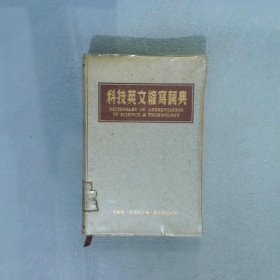 科技英文縮寫詞典
DICTIONARY OF ABBREVIATION
IN SCIENCE & TECHNOLOGY